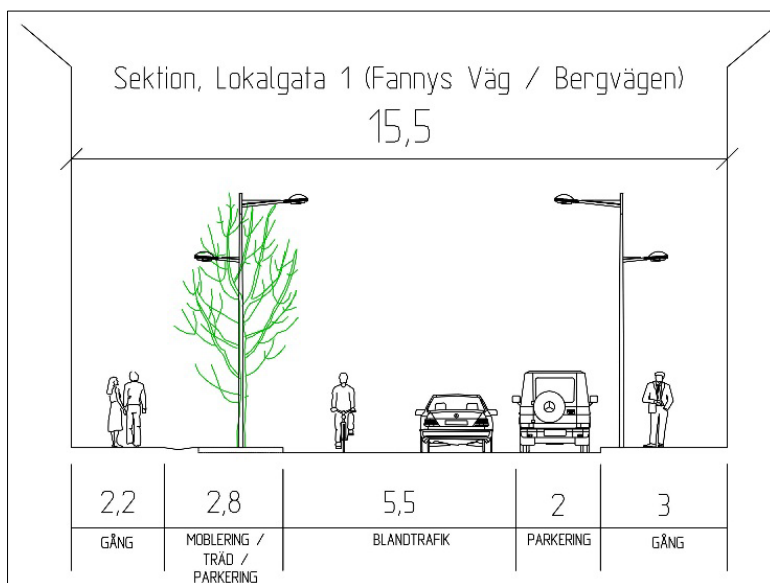 Sektion, Lokalgata 1 (Fannys Väg / Bergvägen)
15,5
2,2
2,8
5,5
2
3
GÅNG
MÖBLERING /
TRÄD /
PARKERING
BLANDTRAFIK
PARKERING
GÅNG